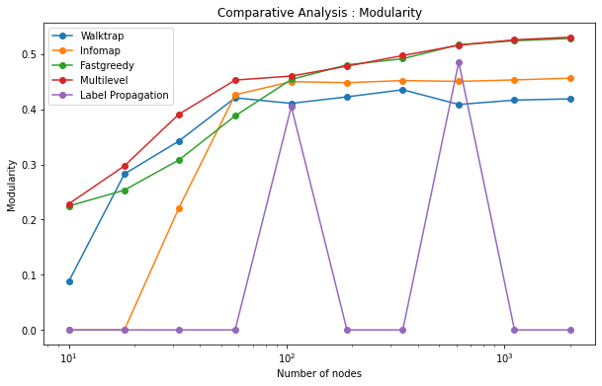 Comparative Analysis : Modularity
Walktrap
Infomap
Fastgreedy
Multilevel
Label Propagation
Modularity
0.5
0.4
0.3
0.2
0.1
0.0
10¹
10²
10³
Number of nodes